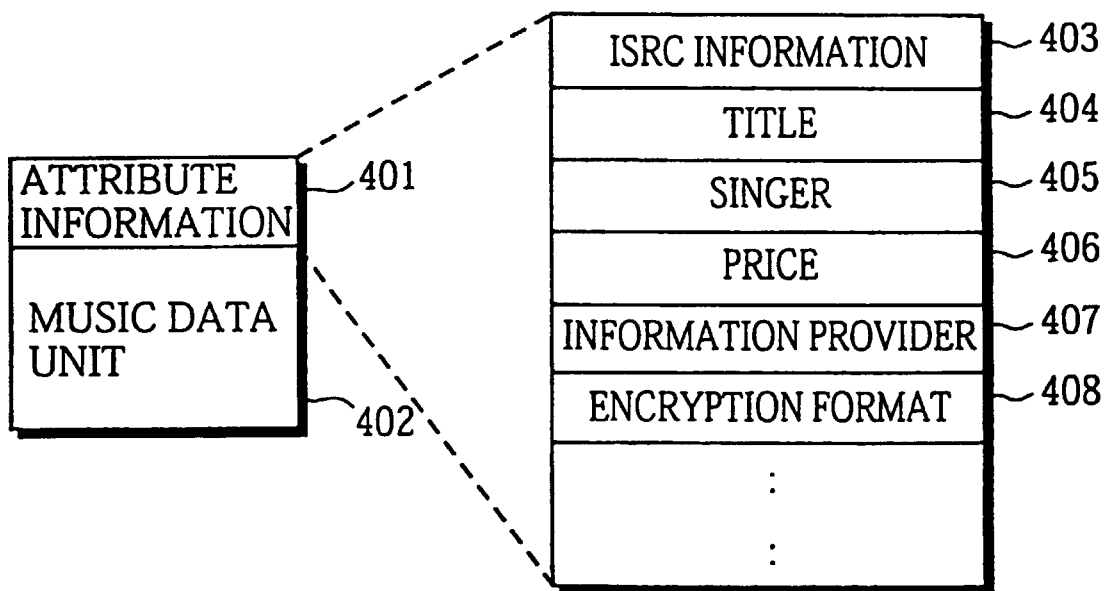 ATTRIBUTE
INFORMATION
401
MUSIC DATA
UNIT
402
ISRC INFORMATION
403
TITLE
404
SINGER
405
PRICE
406
INFORMATION PROVIDER
407
ENCRYPTION FORMAT
408
:
: